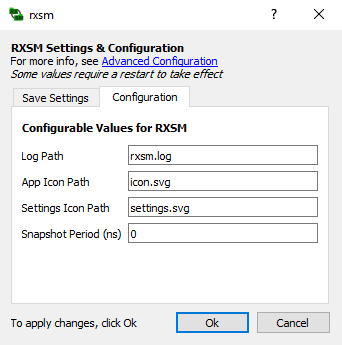 rxsm
RXSM Settings & Configuration
For more info, see Advanced Configuration
Some values require a restart to take effect
Save Settings Configuration
Configurable Values for RXSM
Log Path rxsm.log
App Icon Path icon.svg
Settings Icon Path settings.svg
Snapshot Period (ns) 0
To apply changes, click Ok Ok Cancel